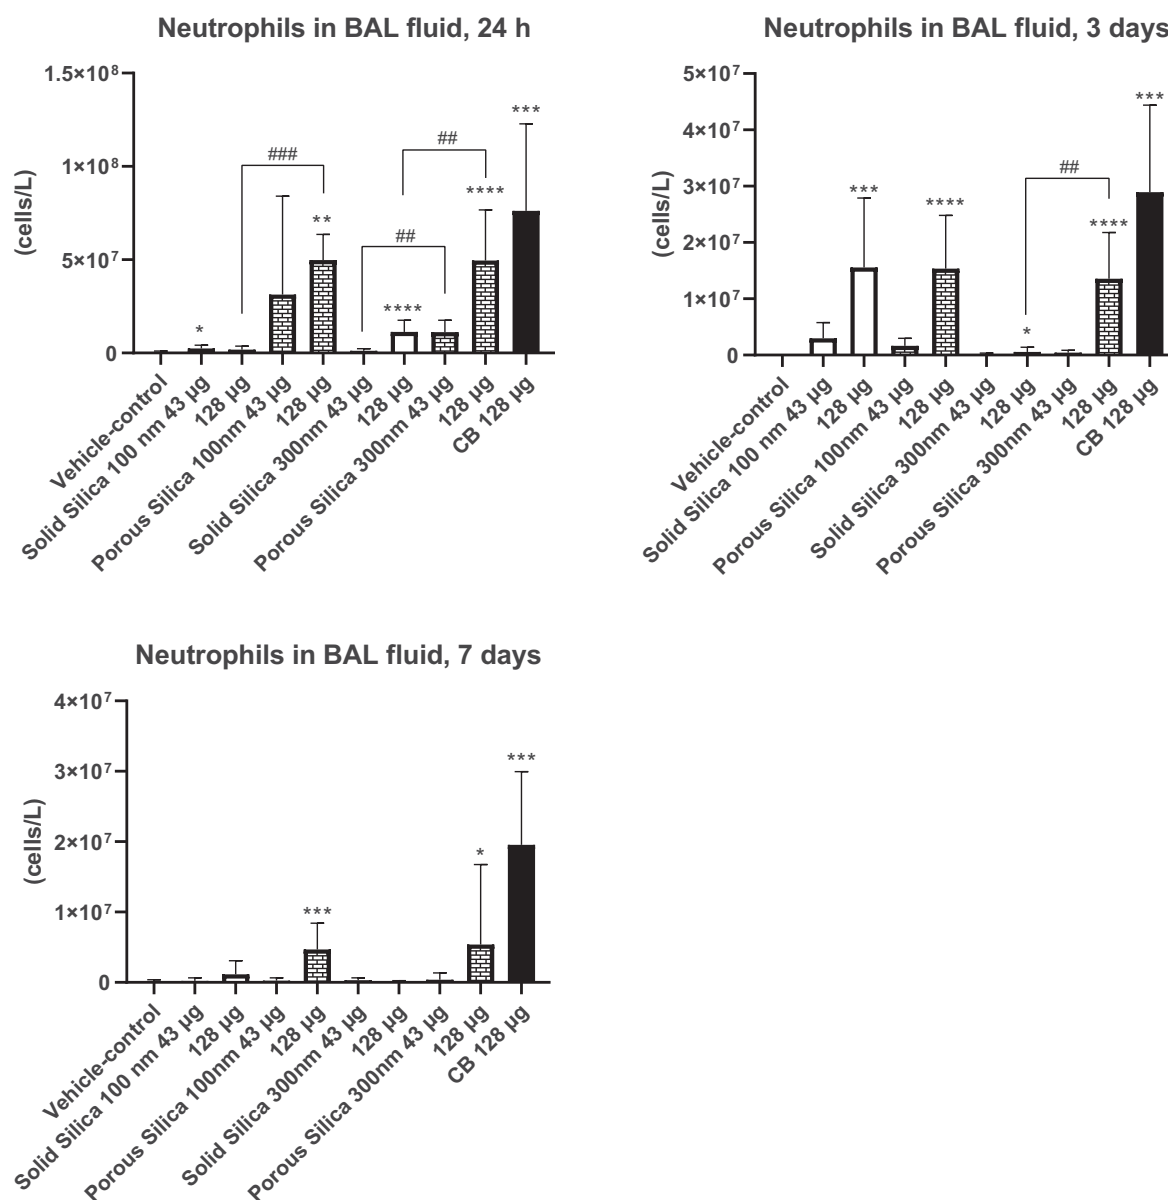 Neutrophils in BAL fluid, 24 h
1.5×10⁸
1×10⁸
5×10⁷
0
(cells/L)
*
###
**
##
****
##
****
***
Vehicle-control
Solid Silica 100 nm 43 µg
128 µg
Porous Silica 100nm 43 µg
128 µg
Solid Silica 300nm 43 µg
128 µg
Porous Silica 300nm 43 µg
128 µg
CB 128 µg
Neutrophils in BAL fluid, 3 days
5×10⁷
4×10⁷
3×10⁷
2×10⁷
1×10⁷
0
(cells/L)
***
****
*
##
****
***
Vehicle-control
Solid Silica 100 nm 43 µg
128 µg
Porous Silica 100nm 43 µg
128 µg
Solid Silica 300nm 43 µg
128 µg
Porous Silica 300nm 43 µg
128 µg
CB 128 µg
Neutrophils in BAL fluid, 7 days
4×10⁷
3×10⁷
2×10⁷
1×10⁷
0
(cells/L)
***
*
***
Vehicle-control
Solid Silica 100 nm 43 µg
128 µg
Porous Silica 100nm 43 µg
128 µg
Solid Silica 300nm 43 µg
128 µg
Porous Silica 300nm 43 µg
128 µg
CB 128 µg